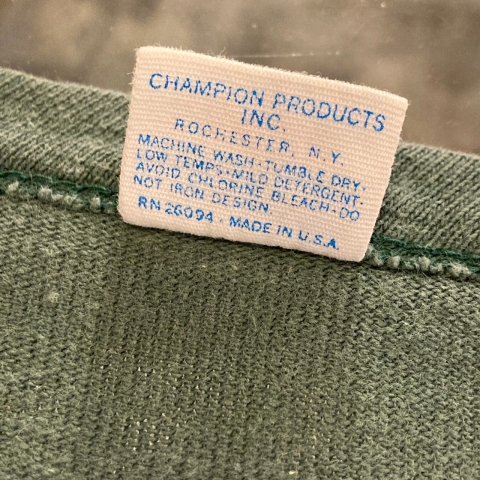 CHAMPION PRODUCTS
INC.
ROCHESTER, N.Y.
MACHINE WASH-TUMBLE DRY-
LOW TEMPS-MILD DETERGENT-
AVOID CHLORINE BLEACH-DO
NOT IRON DESIGN.
RN 26094 . MADE IN U.S.A.